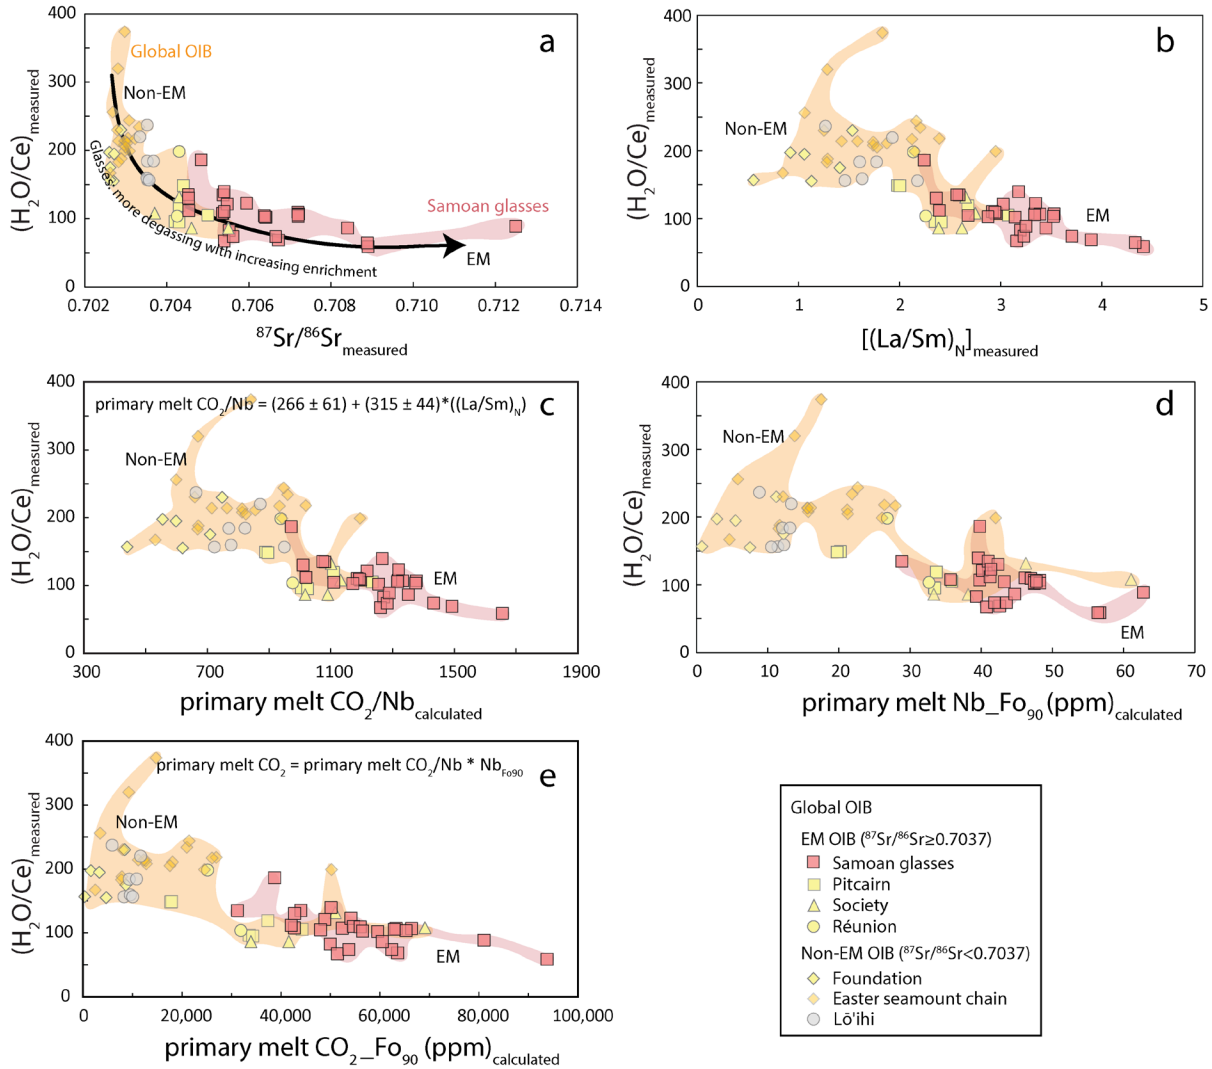 a
Global OIB
Non-EM
Glasses: more degassing with increasing enrichment
Samoan glasses
EM
400
300
200
100
0
(H2O/Ce)measured
0.702
0.704
0.706
0.708
0.710
0.712
0.714
87Sr/86Srmeasured
b
Non-EM
EM
400
300
200
100
0
(H2O/Ce)measured
0
1
2
3
4
5
[(La/Sm)N]measured
c
primary melt CO2/Nb = (266 ± 61) + (315 ± 44)*((La/Sm)N)
Non-EM
EM
400
300
200
100
0
(H2O/Ce)measured
300
700
1100
1500
1900
primary melt CO2/Nbcalculated
d
Non-EM
EM
400
300
200
100
0
(H2O/Ce)measured
0
10
20
30
40
50
60
70
primary melt Nb_Fo90 (ppm)calculated
e
primary melt CO2 = primary melt CO2/Nb * NbFo90
Non-EM
EM
400
300
200
100
0
(H2O/Ce)measured
0
20,000
40,000
60,000
80,000
100,000
primary melt CO2_Fo90 (ppm)calculated
Global OIB
EM OIB (87Sr/86Sr≥0.7037)
Samoan glasses
Pitcairn
Society
Réunion
Non-EM OIB (87Sr/86Sr<0.7037)
Foundation
Easter seamount chain
Lō'ihi